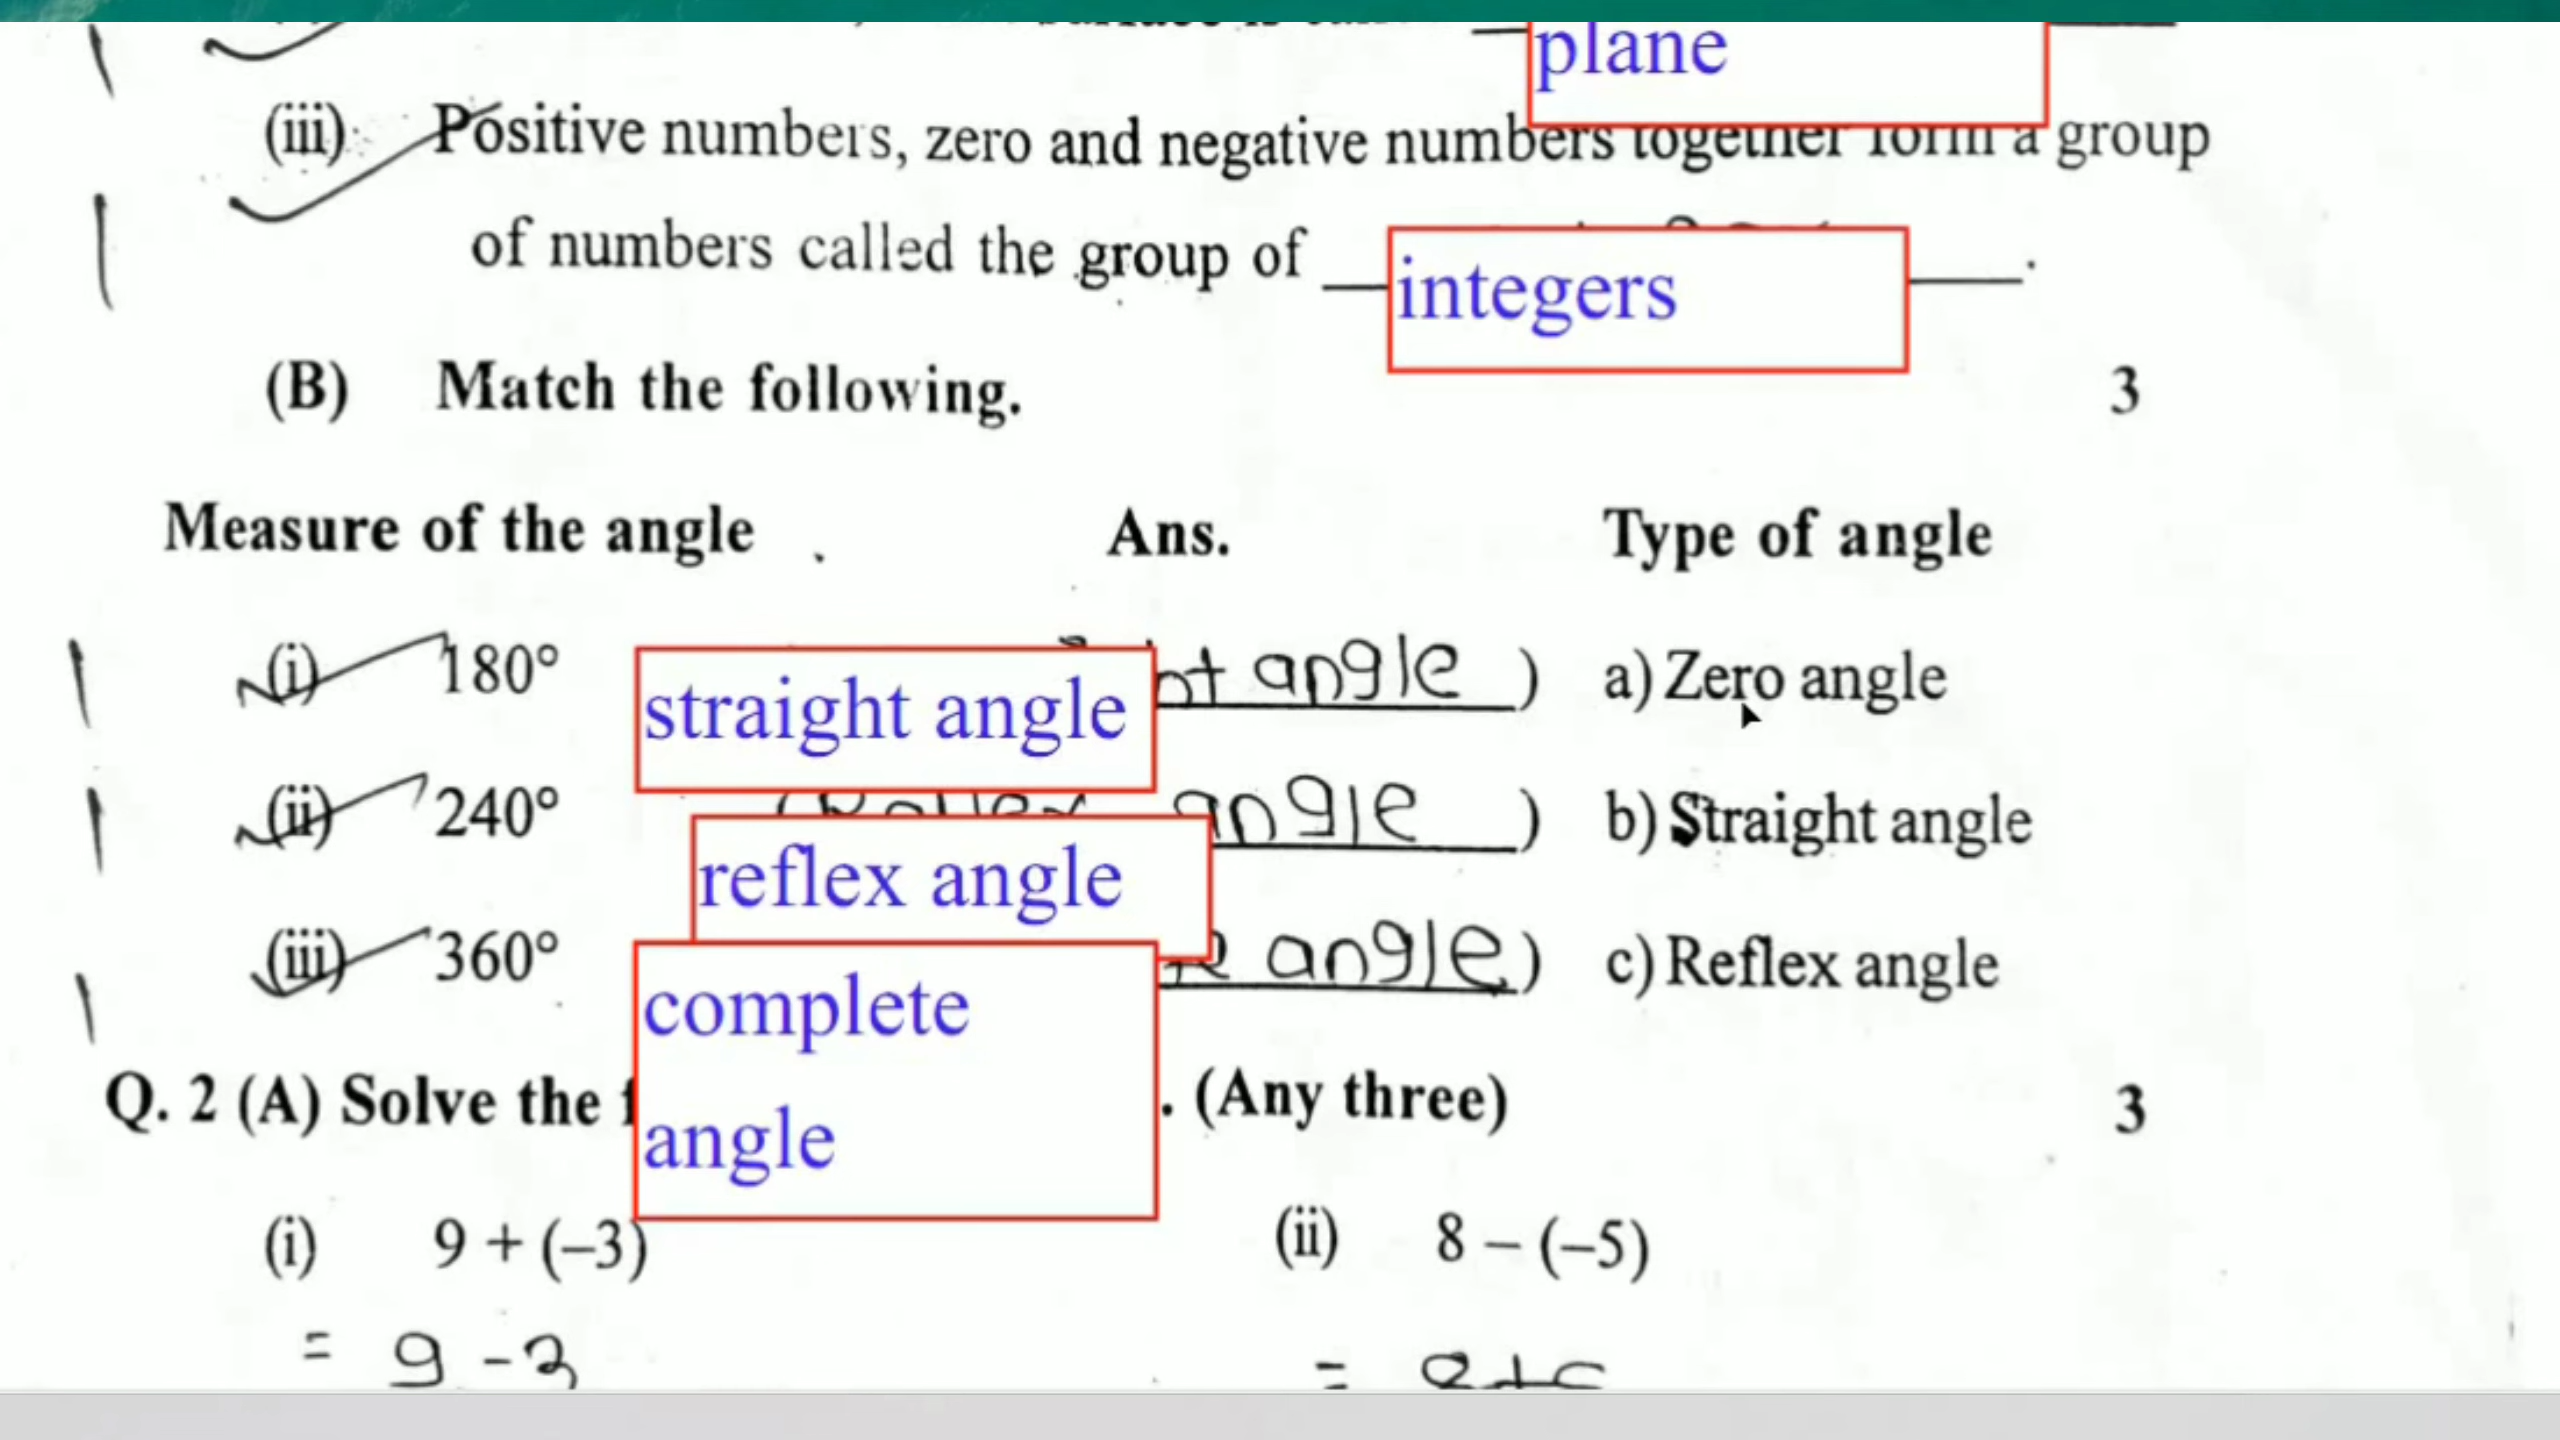 plane
(iii) Positive numbers, zero and negative numbers together form a group
of numbers called the group of integers.
(B) Match the following. 3
Measure of the angle Ans. Type of angle
(i) 180° straight angle angle ) a) Zero angle
(ii) 240° reflex angle angle ) b) Straight angle
(iii) 360° complete angle angle ) c) Reflex angle
Q. 2 (A) Solve the . (Any three) 3
(i) 9 + (–3) (ii) 8 – (–5)
= 9 - 3 =